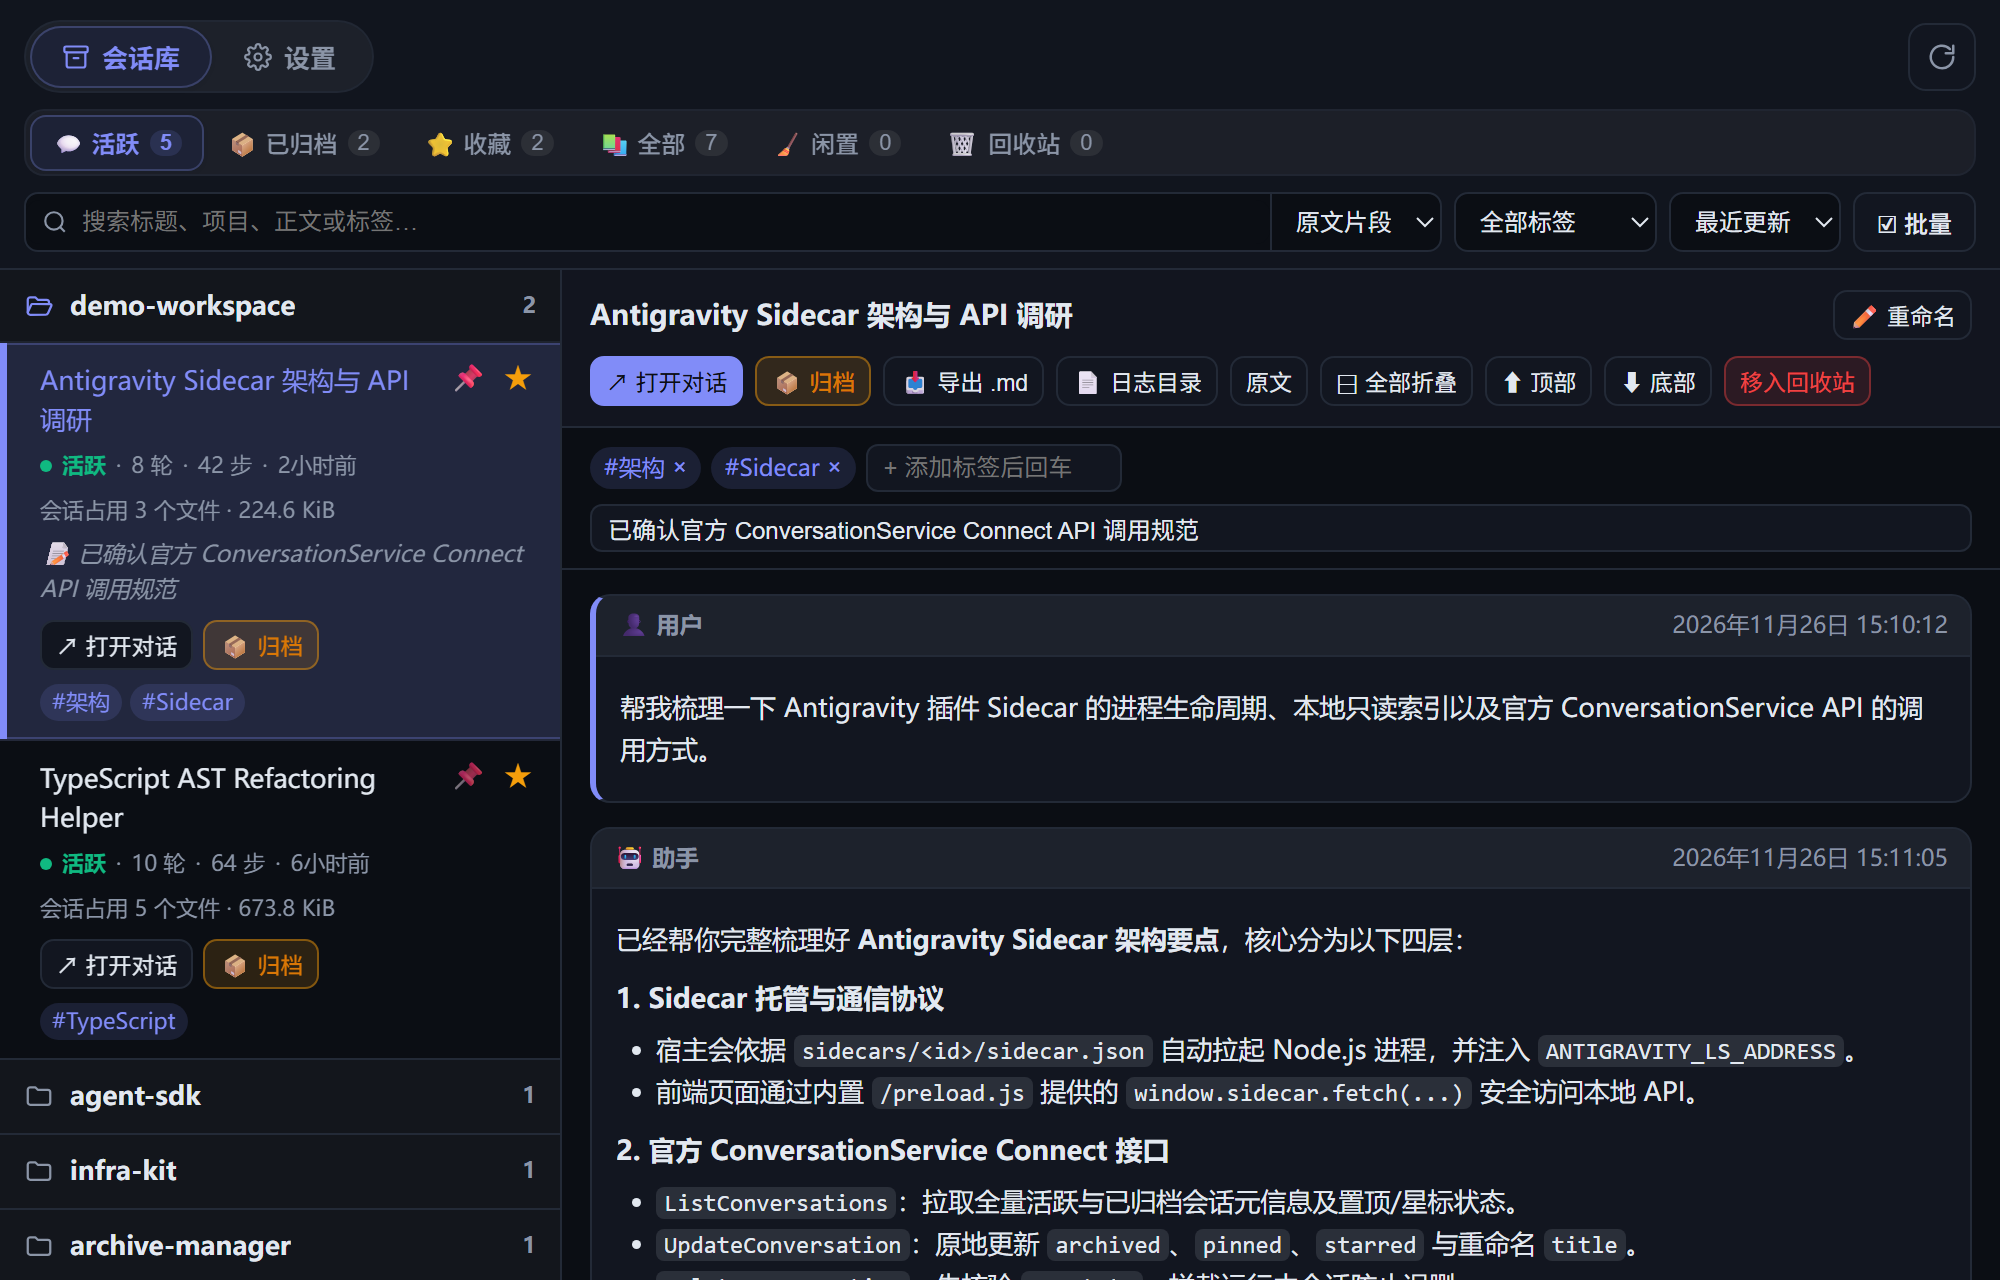 会话库
设置
活跃 5
已归档 2
收藏 2
全部 7
闲置 0
回收站 0
搜索标题、项目、正文或标签…
原文片段
全部标签
最近更新
批量
demo-workspace 2
Antigravity Sidecar 架构与 API
调研
活跃 · 8 轮 · 42 步 · 2小时前
会话占用 3 个文件 · 224.6 KiB
已确认官方 ConversationService Connect
API 调用规范
↗ 打开对话
归档
#架构 #Sidecar
TypeScript AST Refactoring
Helper
活跃 · 10 轮 · 64 步 · 6小时前
会话占用 5 个文件 · 673.8 KiB
↗ 打开对话
归档
#TypeScript
agent-sdk 1
infra-kit 1
archive-manager 1
Antigravity Sidecar 架构与 API 调研
重命名
↗ 打开对话
归档
导出 .md
日志目录
原文
全部折叠
⬆ 顶部
⬇ 底部
移入回收站
#架构 × #Sidecar × + 添加标签后回车
已确认官方 ConversationService Connect API 调用规范
用户 2026年11月26日 15:10:12
帮我梳理一下 Antigravity 插件 Sidecar 的进程生命周期、本地只读索引以及官方 ConversationService API 的调
用方式。
助手 2026年11月26日 15:11:05
已经帮你完整梳理好 Antigravity Sidecar 架构要点，核心分为以下四层：
1. Sidecar 托管与通信协议
• 宿主会依据 sidecars/<id>/sidecar.json 自动拉起 Node.js 进程，并注入 ANTIGRAVITY_LS_ADDRESS 。
• 前端页面通过内置 /preload.js 提供的 window.sidecar.fetch(...) 安全访问本地 API。
2. 官方 ConversationService Connect 接口
• ListConversations ：拉取全量活跃与已归档会话元信息及置顶/星标状态。
• UpdateConversation ：原地更新 archived 、 pinned 、 starred 与重命名 title 。